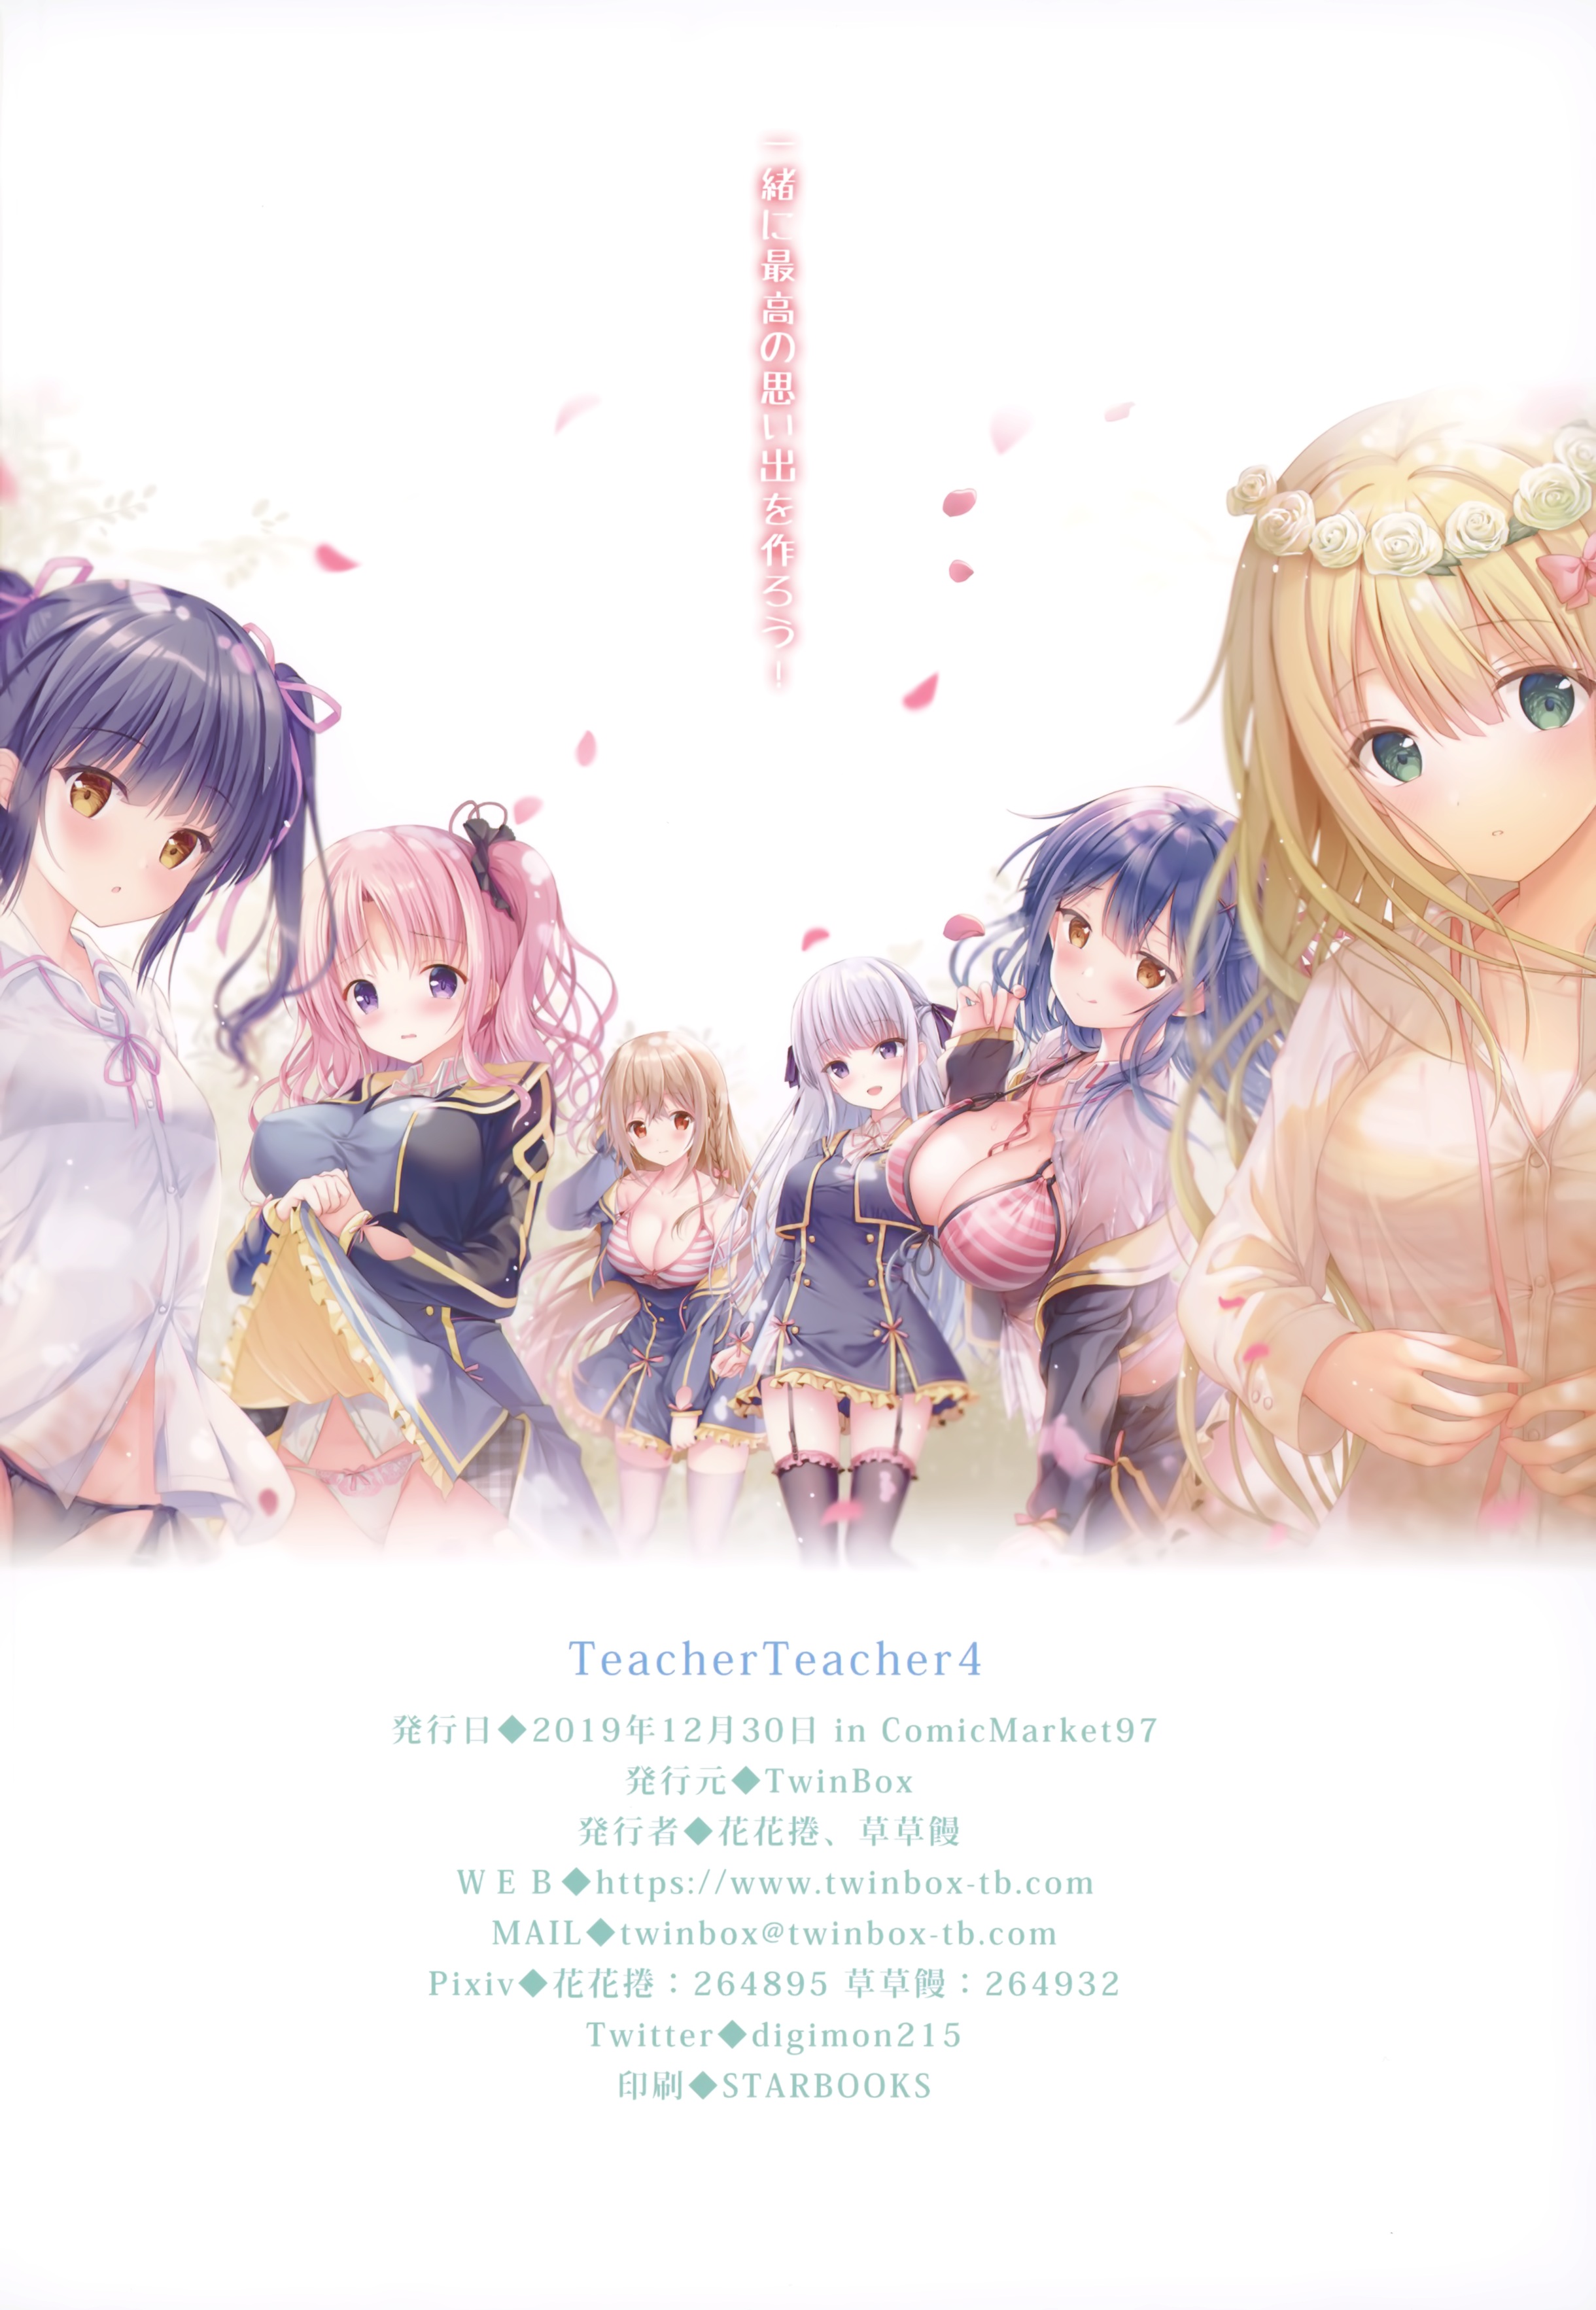 一緒に最高の思い出を作ろう！
TeacherTeacher4
発行日◆2019年12月30日 in ComicMarket97
発行元◆TwinBox
発行者◆花花捲、草草饅
ＷＥＢ◆https://www.twinbox-tb.com
MAIL◆twinbox@twinbox-tb.com
Pixiv◆花花捲：264895 草草饅：264932
Twitter◆digimon215
印刷◆STARBOOKS